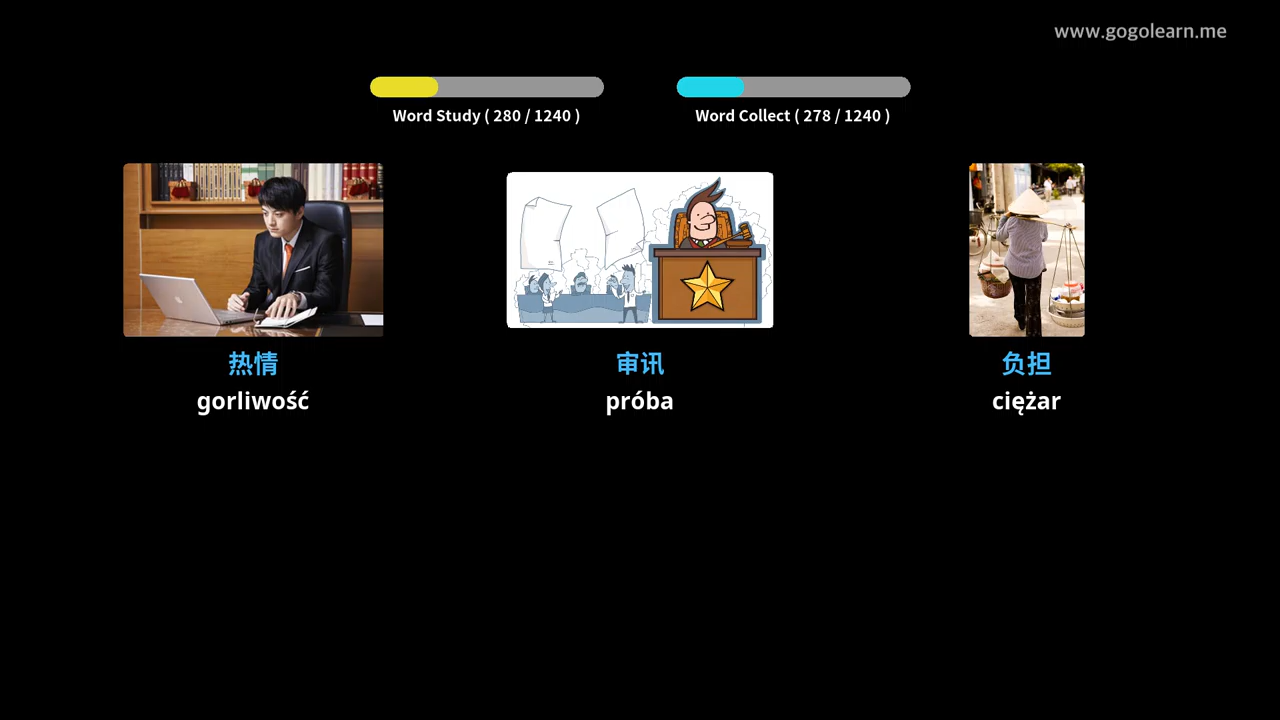 www.gogolearn.me
Word Study ( 280 / 1240 )
Word Collect ( 278 / 1240 )
热情
审讯
负担
gorliwość
próba
ciężar